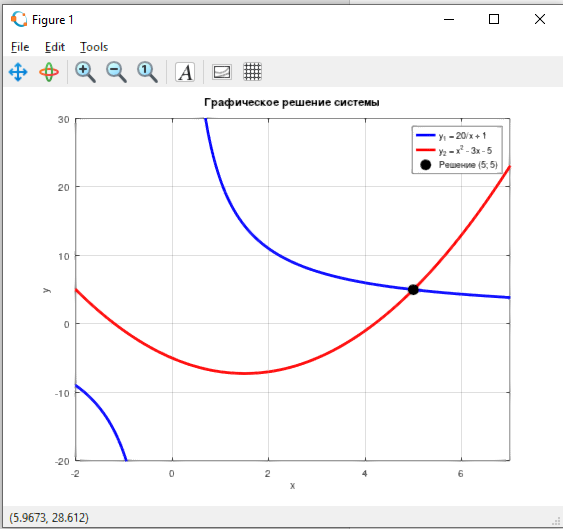 Figure 1
File Edit Tools
A
Графическое решение системы
y₁ = 20/x + 1
y₂ = x² - 3x - 5
Решение (5; 5)
30
20
10
0
-10
-20
y
-2 0 2 4 6
x
(5.9673, 28.612)